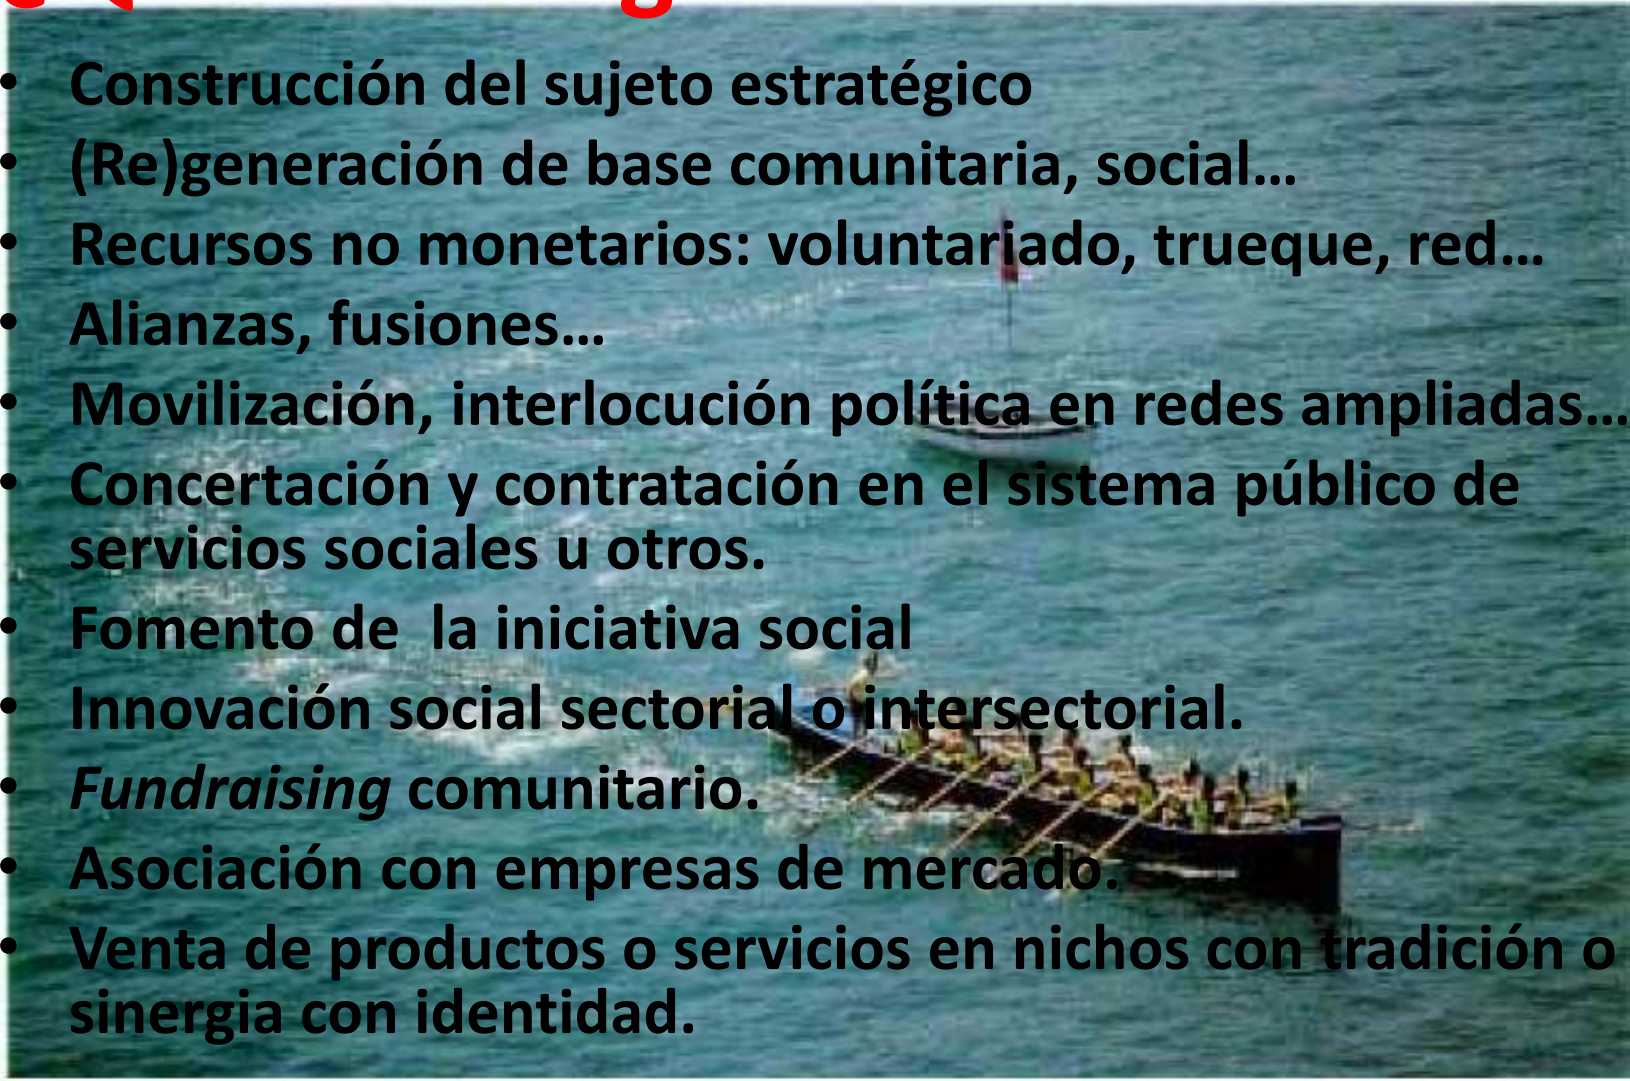 • Construcción del sujeto estratégico
• (Re)generación de base comunitaria, social…
• Recursos no monetarios: voluntariado, trueque, red…
• Alianzas, fusiones…
• Movilización, interlocución política en redes ampliadas…
• Concertación y contratación en el sistema público de
servicios sociales u otros.
• Fomento de  la iniciativa social
• Innovación social sectorial o intersectorial.
• Fundraising comunitario.
• Asociación con empresas de mercado.
• Venta de productos o servicios en nichos con tradición o
sinergia con identidad.